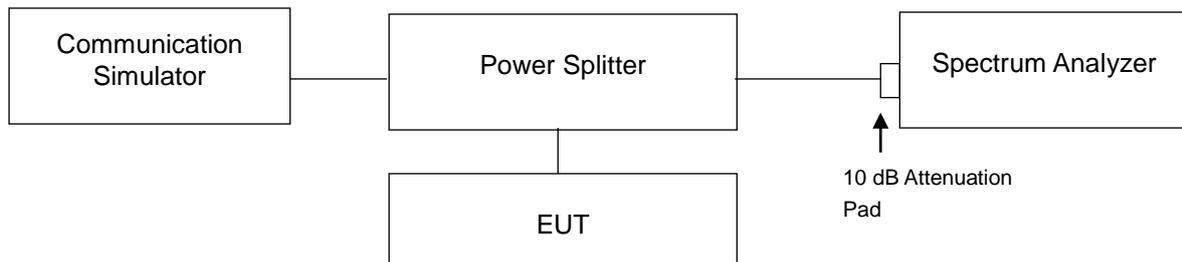 Communication
Simulator
Power Splitter
Spectrum Analyzer
10 dB Attenuation
Pad
EUT